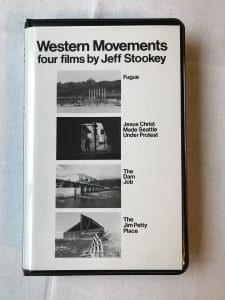 Western Movements
four films by Jeff Stookey
Fugue
Jesus Christ
Made Seattle
Under Protest
The
Dam
Job
The
Jim Petty
Place